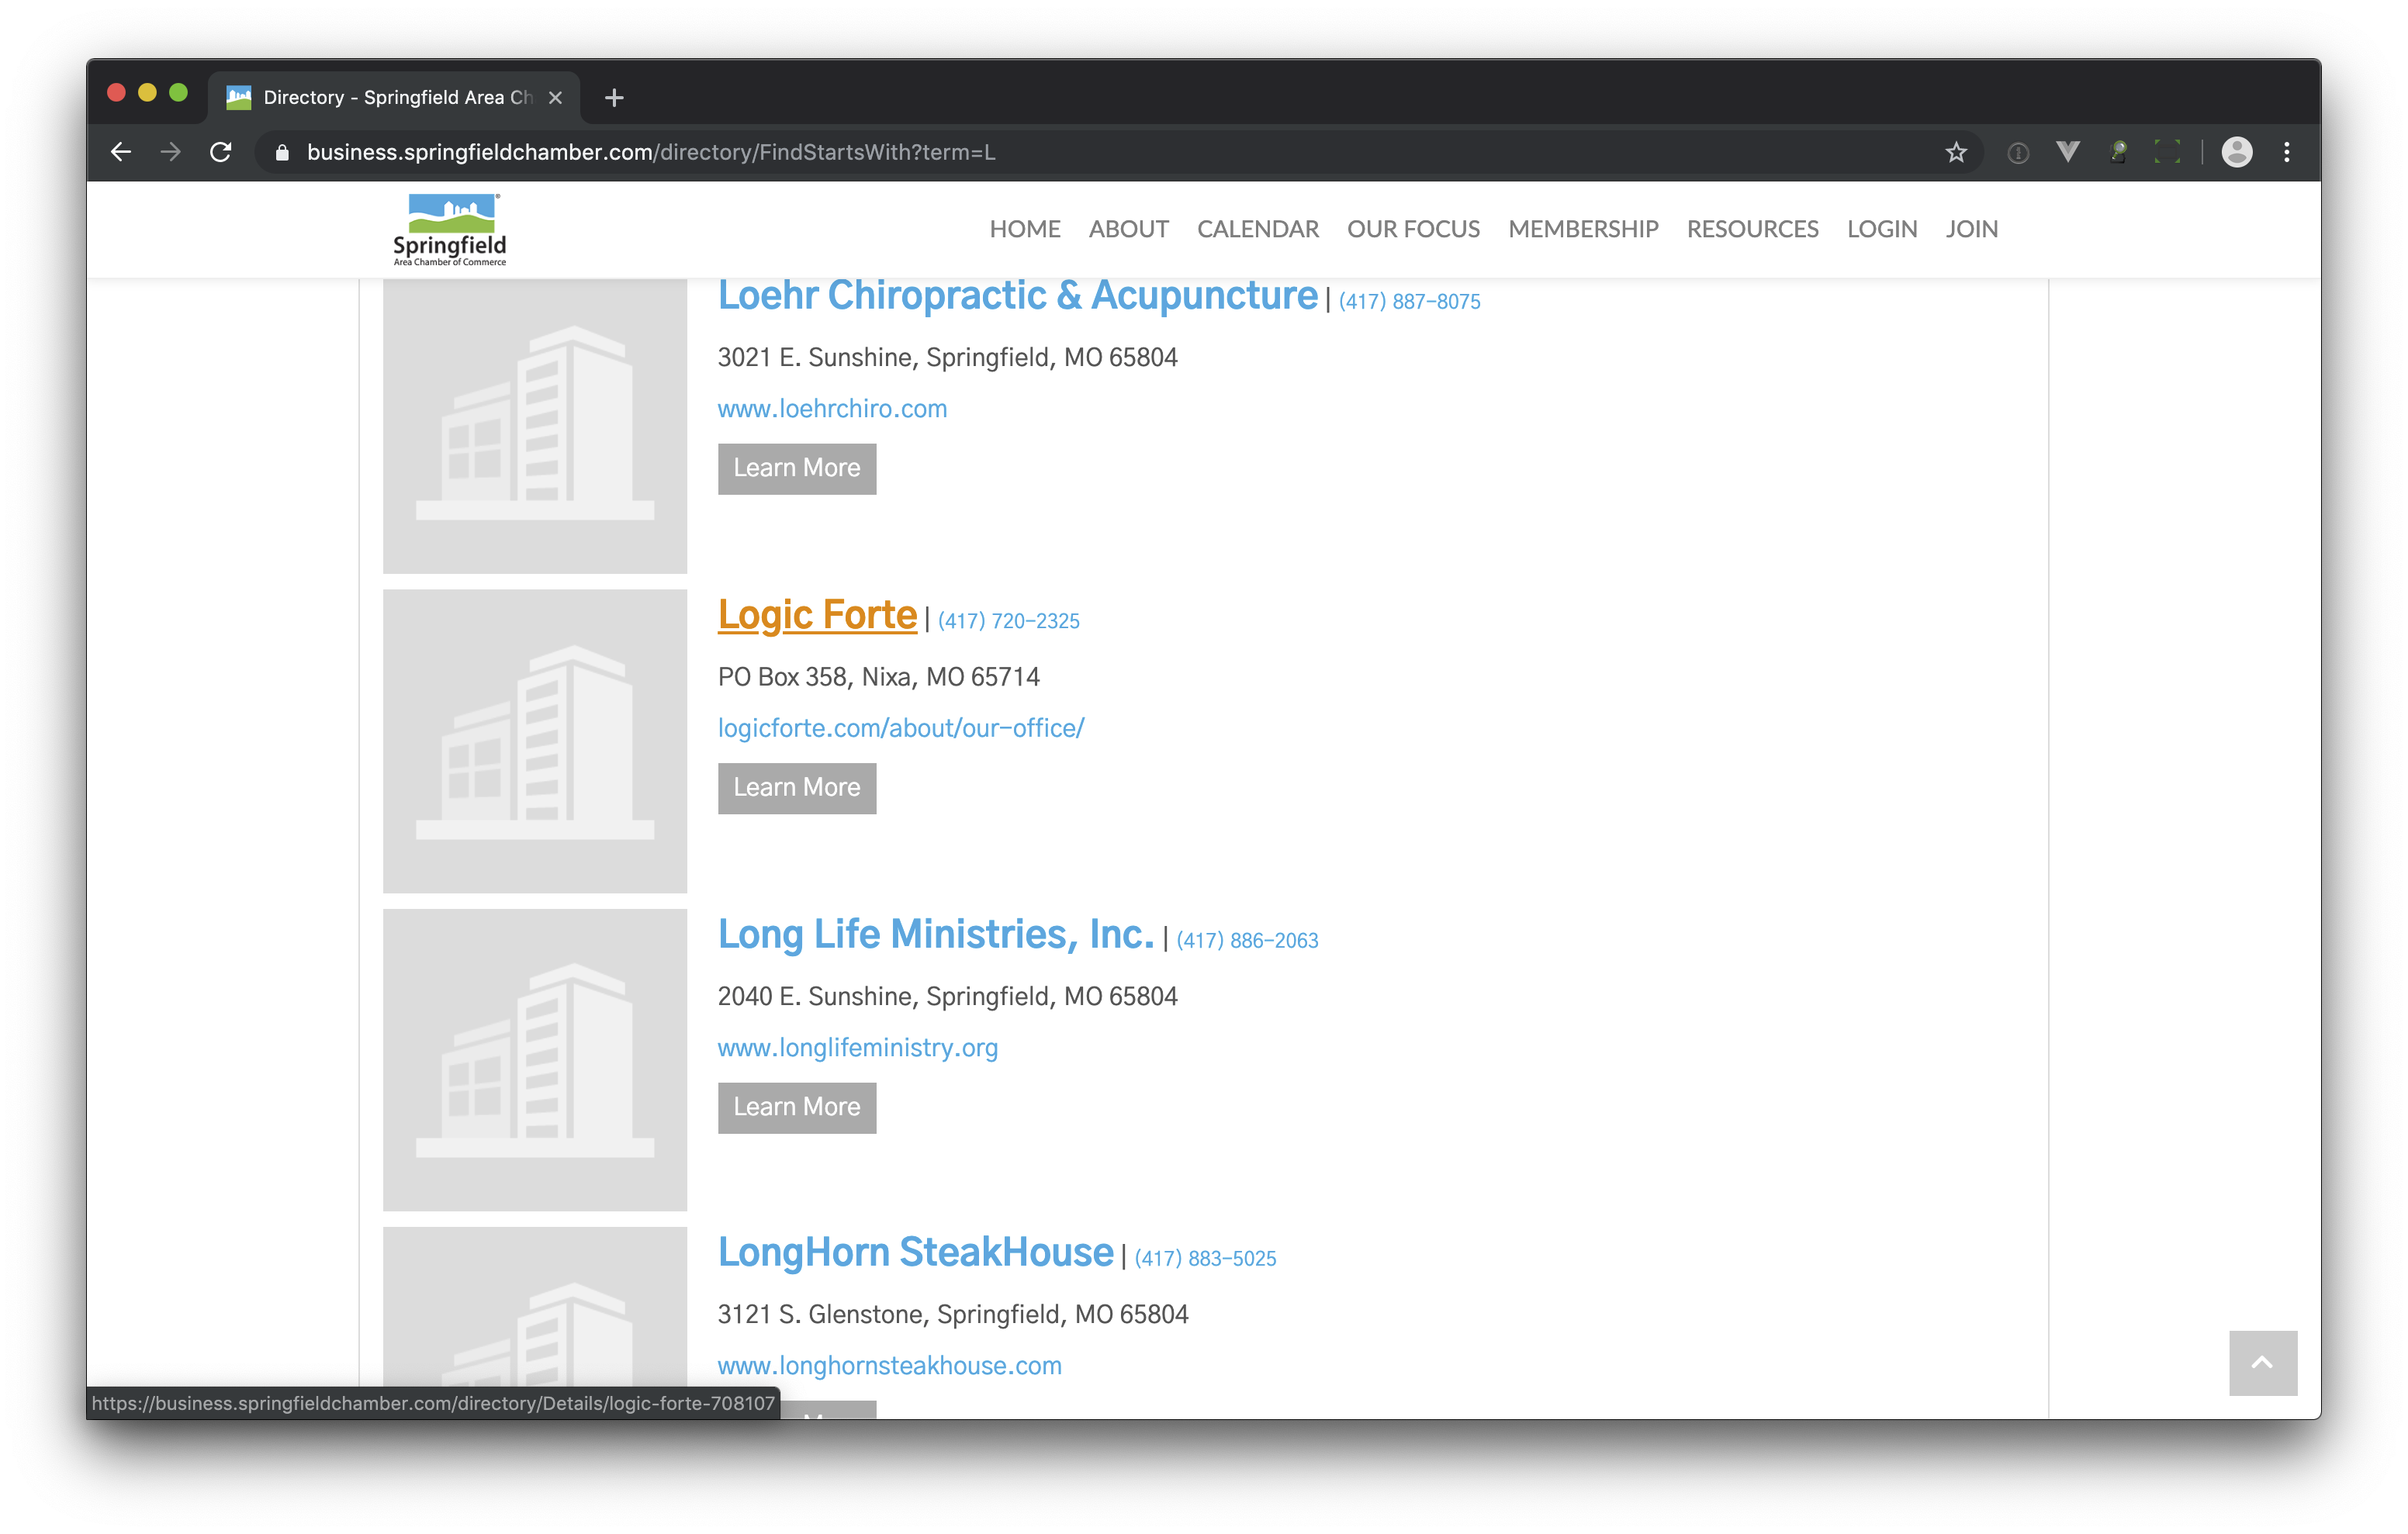 Directory - Springfield Area Ch
business.springfieldchamber.com/directory/FindStartsWith?term=L
Springfield
Area Chamber of Commerce
HOME ABOUT CALENDAR OUR FOCUS MEMBERSHIP RESOURCES LOGIN JOIN
Loehr Chiropractic & Acupuncture | (417) 887-8075
3021 E. Sunshine, Springfield, MO 65804
www.loehrchiro.com
Learn More
Logic Forte | (417) 720-2325
PO Box 358, Nixa, MO 65714
logicforte.com/about/our-office/
Learn More
Long Life Ministries, Inc. | (417) 886-2063
2040 E. Sunshine, Springfield, MO 65804
www.longlifeministry.org
Learn More
LongHorn SteakHouse | (417) 883-5025
3121 S. Glenstone, Springfield, MO 65804
www.longhornsteakhouse.com
https://business.springfieldchamber.com/directory/Details/logic-forte-708107